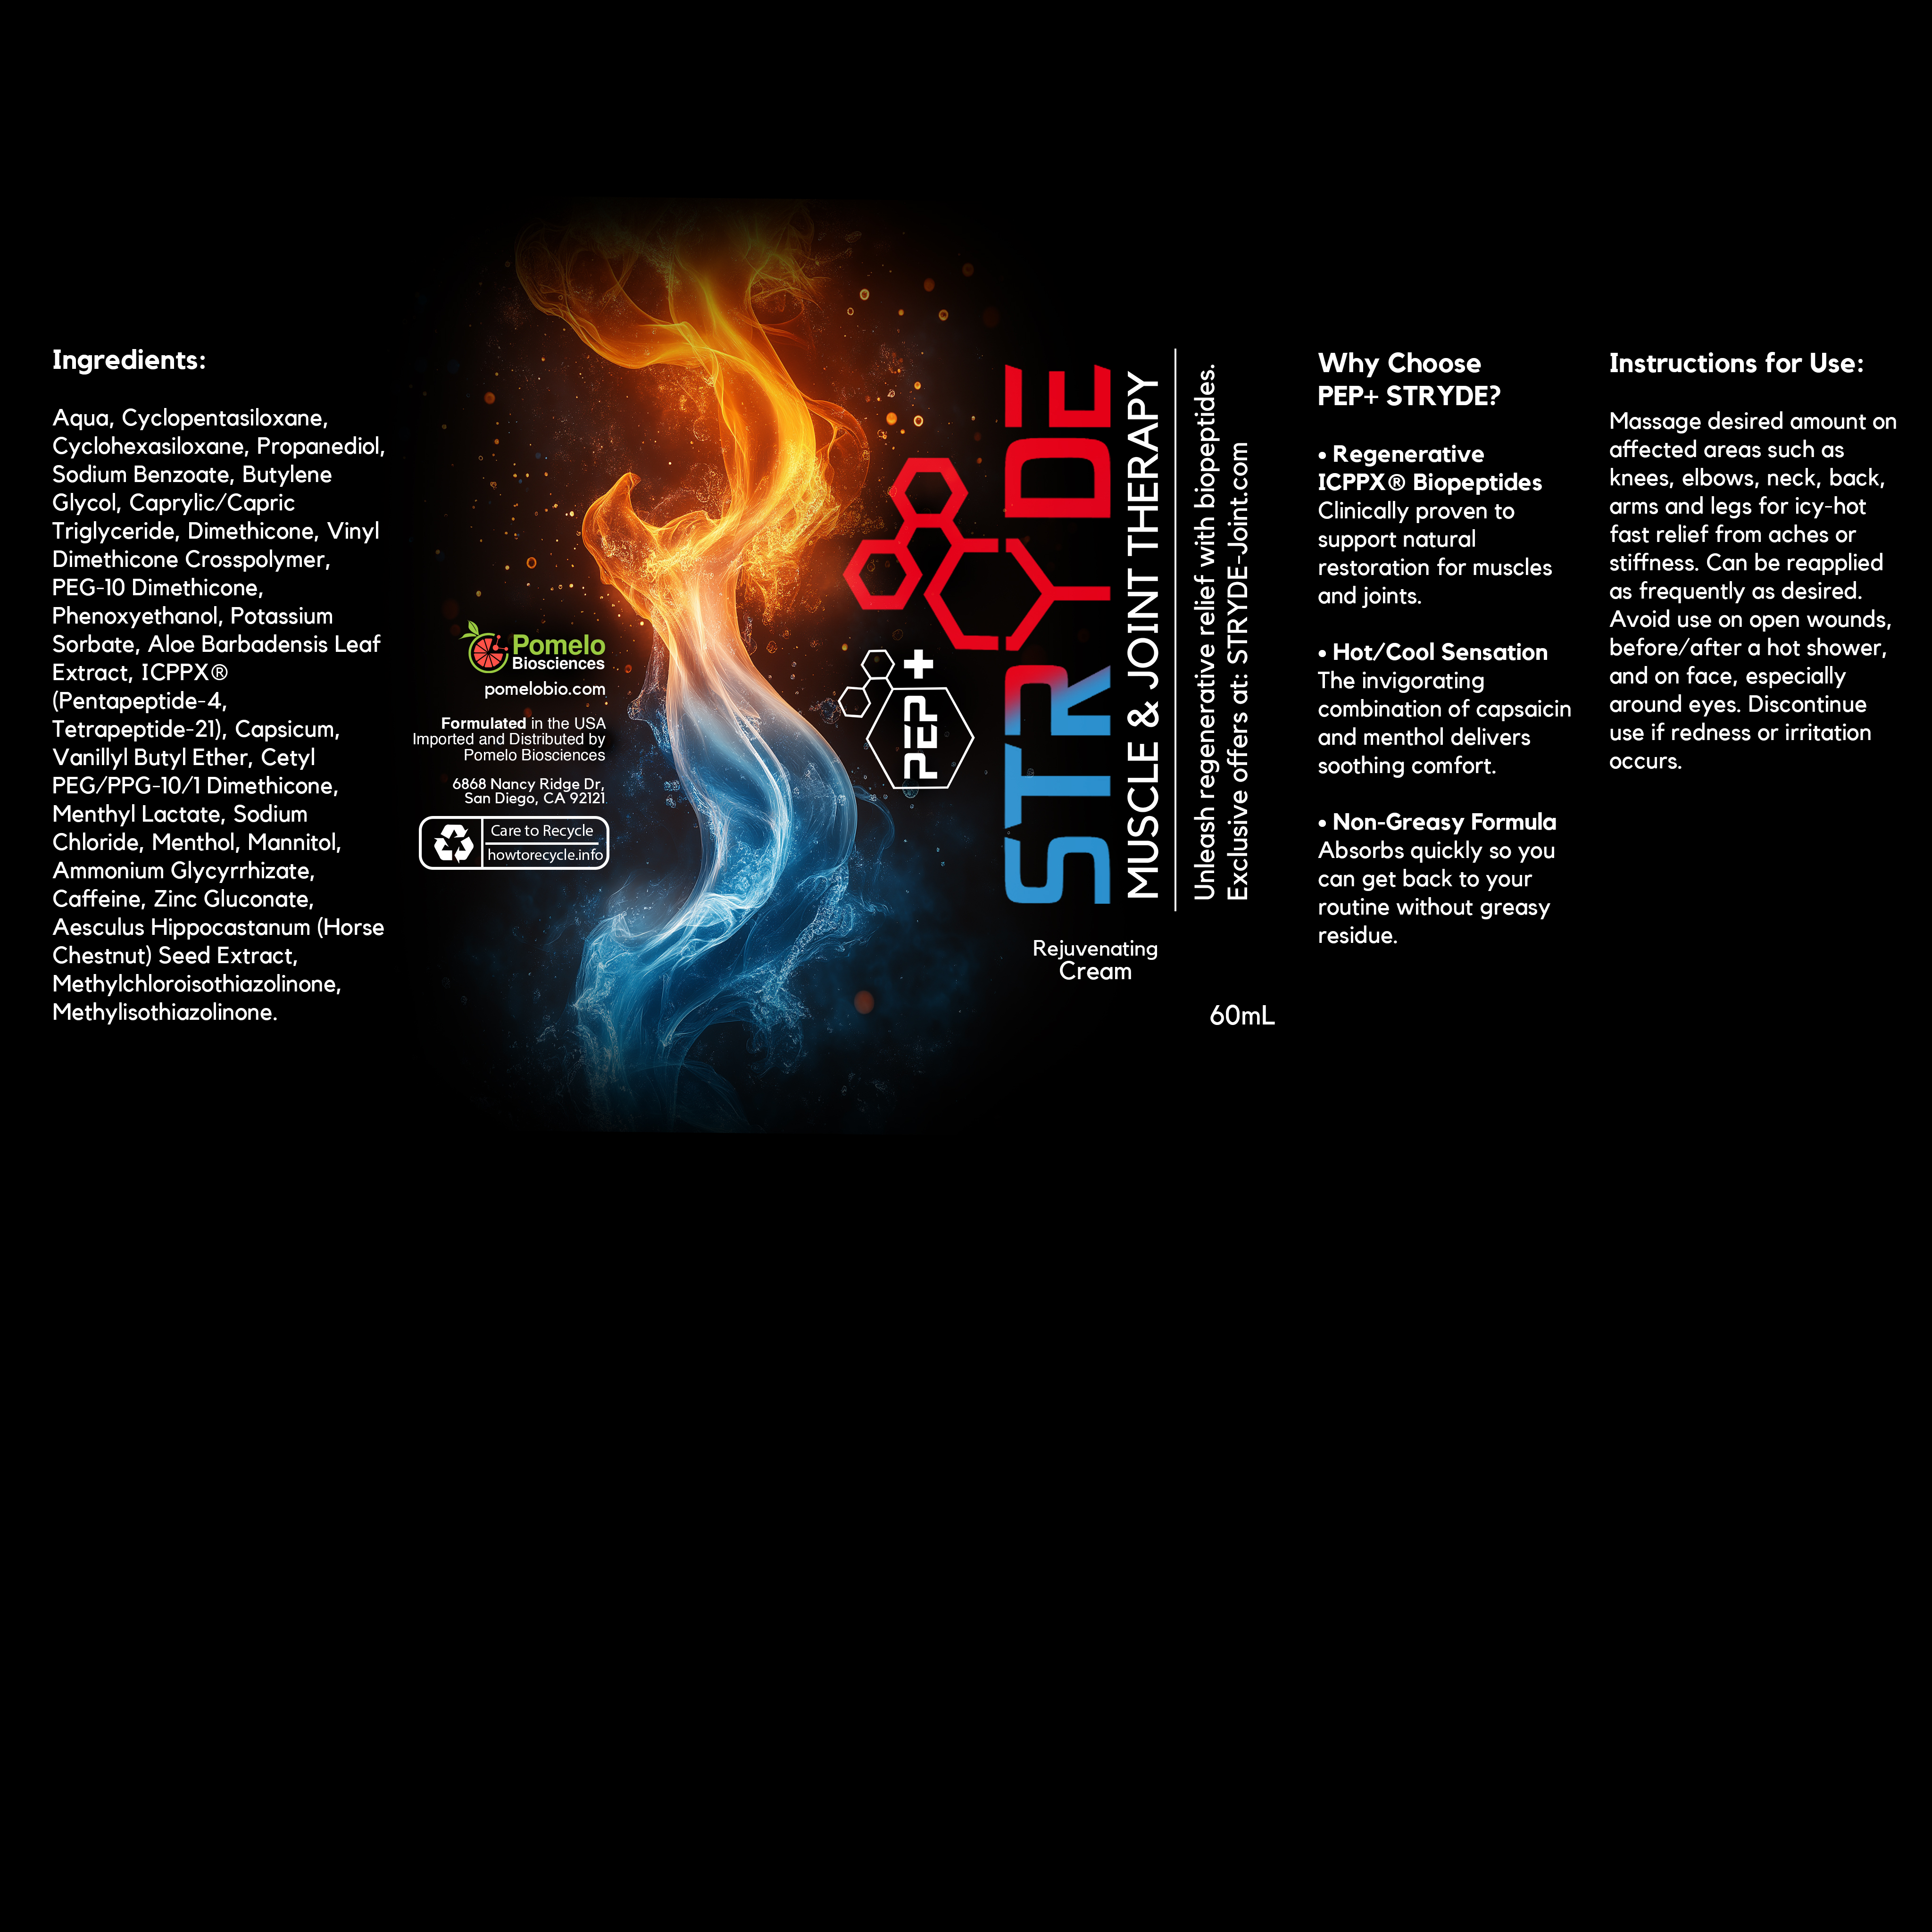 Ingredients:
Aqua, Cyclopentasiloxane,
Cyclohexasiloxane, Propanediol,
Sodium Benzoate, Butylene
Glycol, Caprylic/Capric
Triglyceride, Dimethicone, Vinyl
Dimethicone Crosspolymer,
PEG-10 Dimethicone,
Phenoxyethanol, Potassium
Sorbate, Aloe Barbadensis Leaf
Extract, ICPPX®
(Pentapeptide-4,
Tetrapeptide-21), Capsicum,
Vanillyl Butyl Ether, Cetyl
PEG/PPG-10/1 Dimethicone,
Menthyl Lactate, Sodium
Chloride, Menthol, Mannitol,
Ammonium Glycyrrhizate,
Caffeine, Zinc Gluconate,
Aesculus Hippocastanum (Horse
Chestnut) Seed Extract,
Methylchloroisothiazolinone,
Methylisothiazolinone.
Pomelo
Biosciences
pomelobio.com
Formulated in the USA
Imported and Distributed by
Pomelo Biosciences
6868 Nancy Ridge Dr,
San Diego, CA 92121
Care to Recycle
howtorecycle.info
PEP+
STRYDE
MUSCLE & JOINT THERAPY
Unleash regenerative relief with biopeptides.
Exclusive offers at: STRYDE-Joint.com
Rejuvenating
Cream
60mL
Why Choose
PEP+ STRYDE?
• Regenerative
ICPPX® Biopeptides
Clinically proven to
support natural
restoration for muscles
and joints.
• Hot/Cool Sensation
The invigorating
combination of capsaicin
and menthol delivers
soothing comfort.
• Non-Greasy Formula
Absorbs quickly so you
can get back to your
routine without greasy
residue.
Instructions for Use:
Massage desired amount on
affected areas such as
knees, elbows, neck, back,
arms and legs for icy-hot
fast relief from aches or
stiffness. Can be reapplied
as frequently as desired.
Avoid use on open wounds,
before/after a hot shower,
and on face, especially
around eyes. Discontinue
use if redness or irritation
occurs.